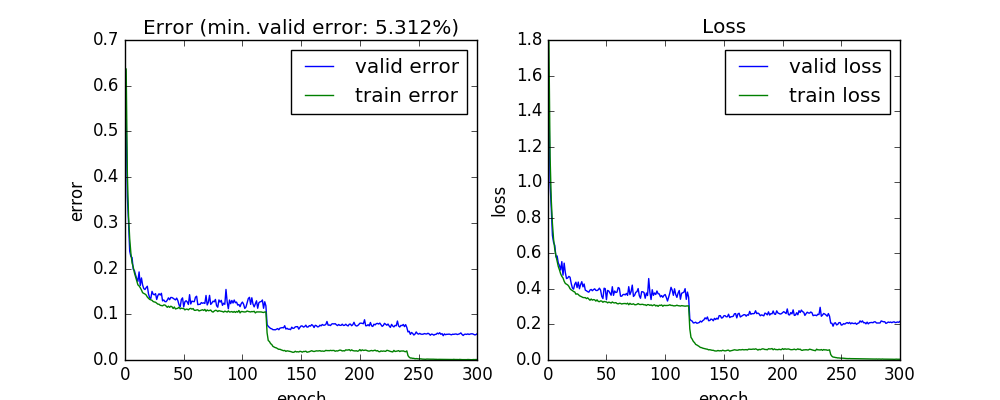 Error (min. valid error: 5.312%)
0.7
0.6
0.5
0.4
0.3
0.2
0.1
0.0
error
valid error
train error
0 50 100 150 200 250 300
epoch
Loss
1.8
1.6
1.4
1.2
1.0
0.8
0.6
0.4
0.2
0.0
loss
valid loss
train loss
0 50 100 150 200 250 300
epoch